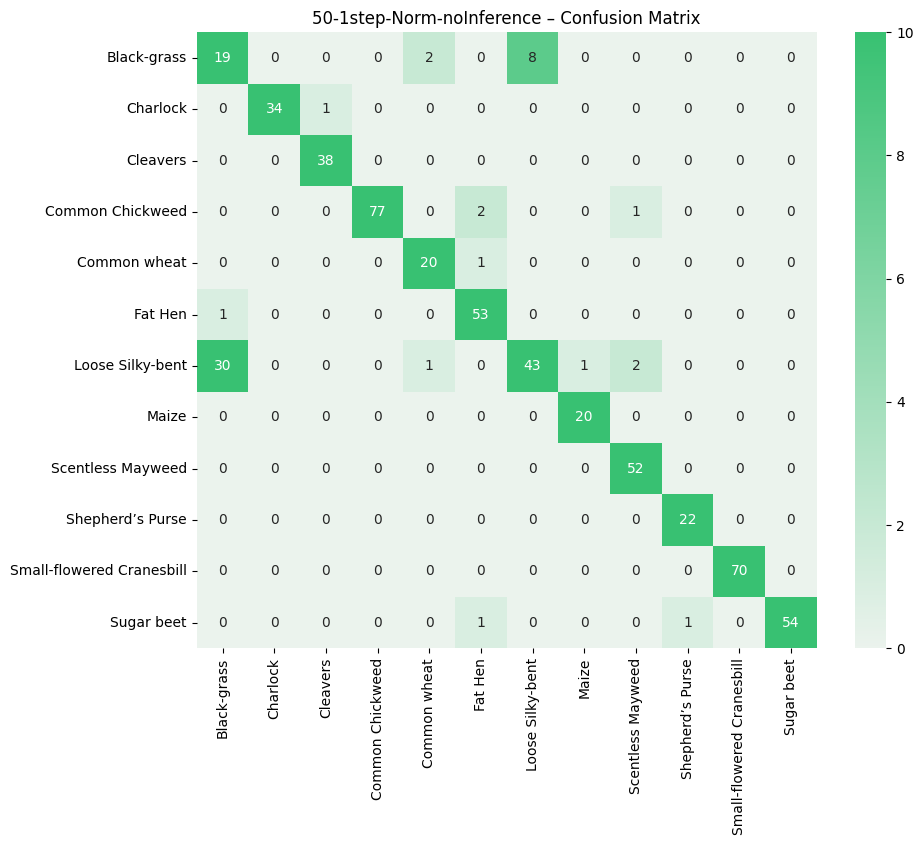 50-1step-Norm-noInference – Confusion Matrix
Black-grass 19 0 0 0 2 0 8 0 0 0 0 0
Charlock 0 34 1 0 0 0 0 0 0 0 0 0
Cleavers 0 0 38 0 0 0 0 0 0 0 0 0
Common Chickweed 0 0 0 77 0 2 0 0 1 0 0 0
Common wheat 0 0 0 0 20 1 0 0 0 0 0 0
Fat Hen 1 0 0 0 0 53 0 0 0 0 0 0
Loose Silky-bent 30 0 0 0 1 0 43 1 2 0 0 0
Maize 0 0 0 0 0 0 0 20 0 0 0 0
Scentless Mayweed 0 0 0 0 0 0 0 0 52 0 0 0
Shepherd’s Purse 0 0 0 0 0 0 0 0 0 22 0 0
Small-flowered Cranesbill 0 0 0 0 0 0 0 0 0 0 70 0
Sugar beet 0 0 0 0 0 1 0 0 0 1 0 54
Black-grass
Charlock
Cleavers
Common Chickweed
Common wheat
Fat Hen
Loose Silky-bent
Maize
Scentless Mayweed
Shepherd’s Purse
Small-flowered Cranesbill
Sugar beet
10
8
6
4
2
0